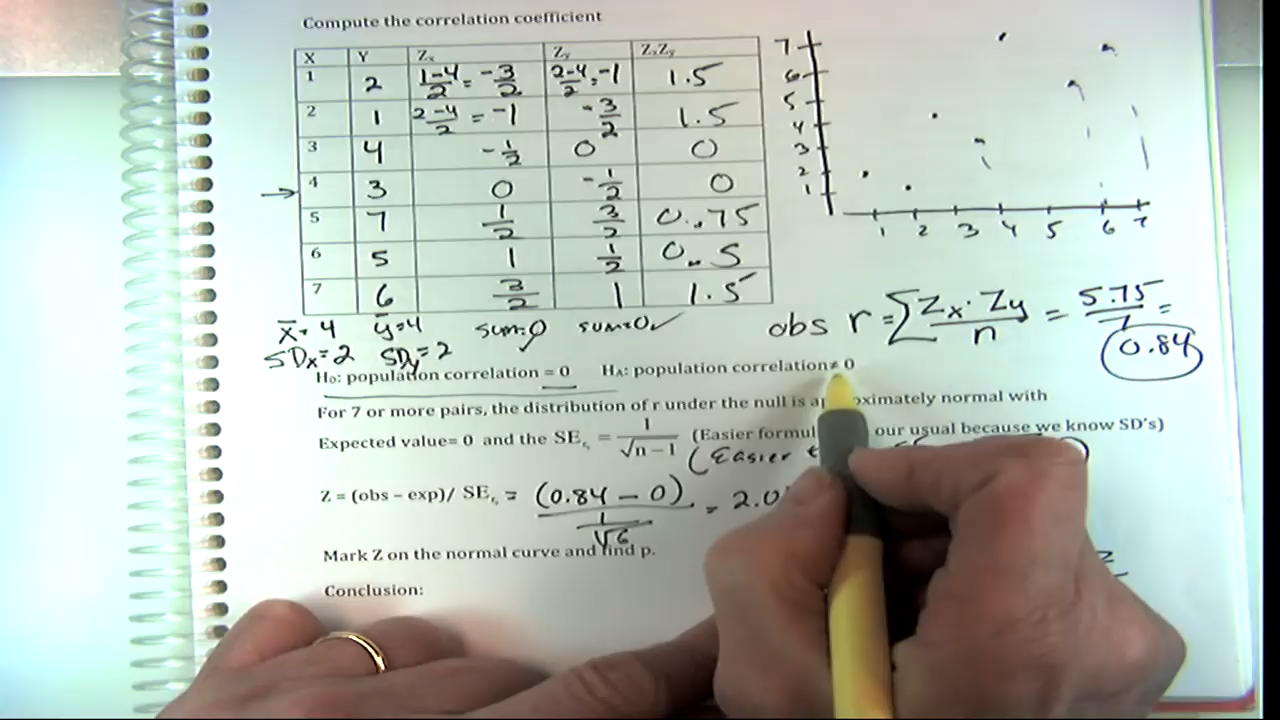 Compute the correlation coefficient
X Y Zx Zy ZxZy
1 2 1-4/2 = -3/2 2-4/2 = -1 1.5
2 1 2-4/2 = -1 -3/2 1.5
3 4 -1/2 0 0
→ 4 3 0 -1/2 0
5 7 1/2 3/2 0.75
6 5 1 1/2 0.5
7 6 3/2 1 1.5
x̄=4 ȳ=4 sum=0 sum=0✓
SDx=2 SDy=2
7
6
5
4
3
2
1
1 2 3 4 5 6 7
obs r = ∑ Zx·Zy/n = 5.75/7 =
0.84
H₀: population correlation = 0 Hᴀ: population correlation ≠ 0
For 7 or more pairs, the distribution of r under the null is approximately normal with
Expected value= 0 and the SEr = 1/√n−1 (Easier formul our usual because we know SD's)
(Easier
Z = (obs – exp)/ SEr = (0.84 − 0)/1/√6 = 2.0
Mark Z on the normal curve and find p.
Conclusion: